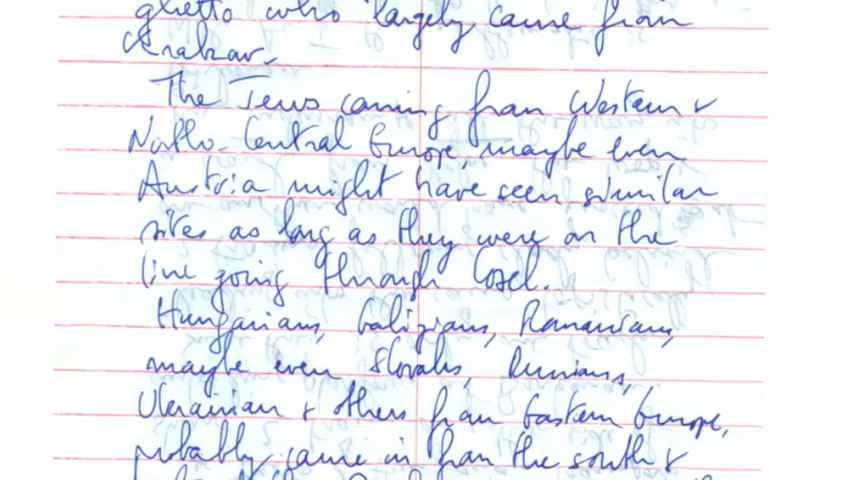 ghetto who largely came from
Krakow.
The Jews coming from Western &
North-Central Europe, maybe even
Austria might have seen similar
sites as long as they were on the
line going through Cosel.
Hungarians, Galizians, Romanians,
maybe even Slovaks, Russians,
Ukrainian & others from Eastern Europe,
probably came in from the south &